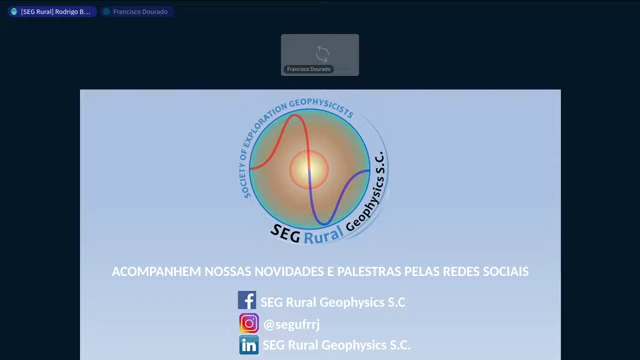 [SEG Rural] Rodrigo B...
Francisco Dourado
Francisco Dourado
SOCIETY OF EXPLORATION GEOPHYSICISTS
SEG Rural Geophysics S.C.
ACOMPANHEM NOSSAS NOVIDADES E PALESTRAS PELAS REDES SOCIAIS
SEG Rural Geophysics S.C
@segufrrj
SEG Rural Geophysics S.C.